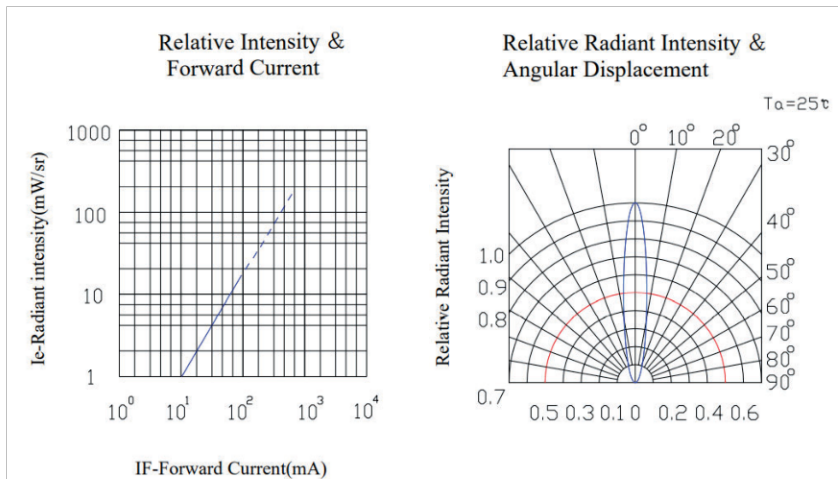 Relative Intensity &
Forward Current
1000
100
10
1
Ie-Radiant intensity(mW/sr)
10⁰ 10¹ 10² 10³ 10⁴
IF-Forward Current(mA)
Relative Radiant Intensity &
Angular Displacement
Ta=25℃
0° 10° 20°
30°
40°
50°
60°
70°
80°
90°
Relative Radiant Intensity
1.0
0.9
0.8
0.7
0.5 0.3 0.1 0 0.2 0.4 0.6